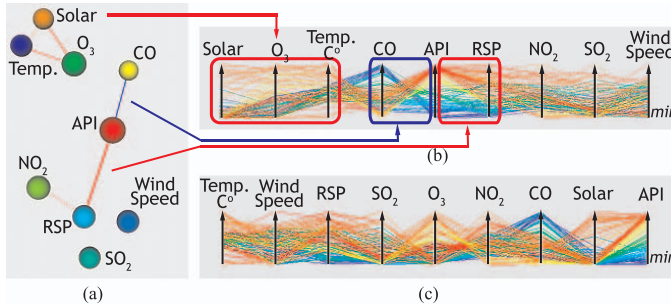 Solar
O₃
Temp.
CO
API
NO₂
Wind
Speed
RSP
SO₂
(a)
Solar O₃ Temp. C° CO API RSP NO₂ SO₂ Wind Speed
min
(b)
Temp. C° Wind Speed RSP SO₂ O₃ NO₂ CO Solar API
min
(c)